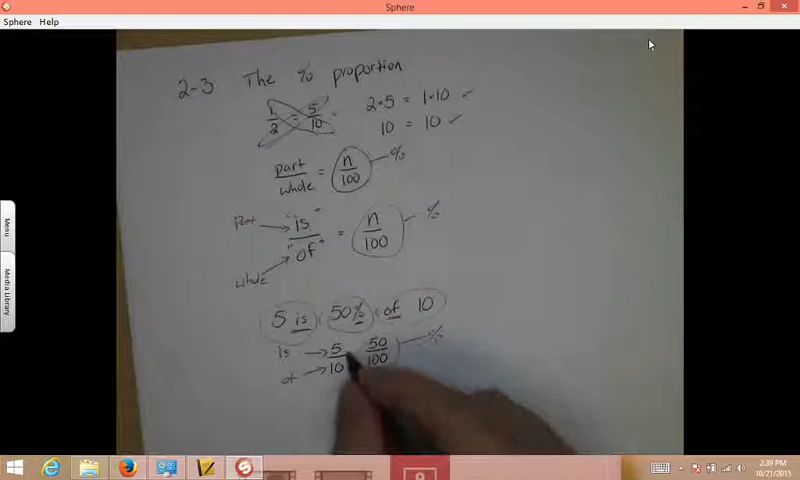 Sphere
Sphere Help
2-3 The % proportion
1/2 = 5/10 2•5 = 1•10 ✓
10 = 10 ✓
part/whole = n/100 %
part "is"/"of" = n/100 %
whole
5 is 50% of 10
is → 5 50 %
of → 10 100
Menu
Media Library
2:39 PM
10/21/2015